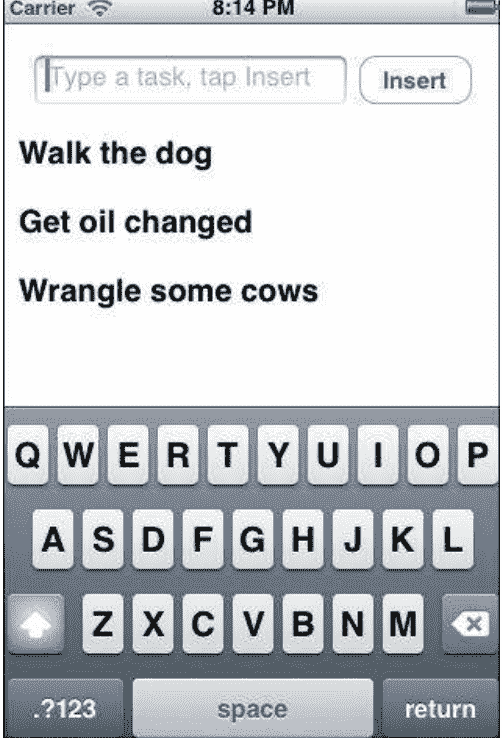 Carrier 8:14 PM
Type a task, tap Insert Insert
Walk the dog
Get oil changed
Wrangle some cows
Q W E R T Y U I O P
A S D F G H J K L
Z X C V B N M
.?123 space return